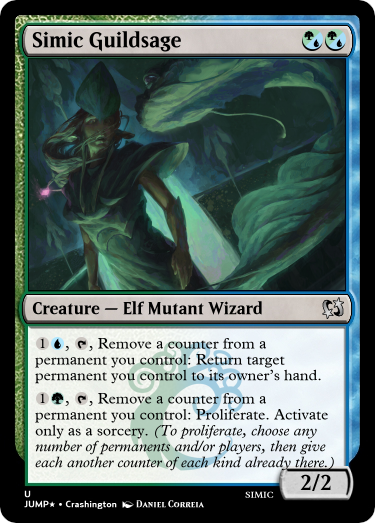 Simic Guildsage
Creature — Elf Mutant Wizard
1, , Remove a counter from a
permanent you control: Return target
permanent you control to its owner's hand.
1, , Remove a counter from a
permanent you control: Proliferate. Activate
only as a sorcery. (To proliferate, choose any
number of permanents and/or players, then give
each another counter of each kind already there.)
2/2
U
JUMP★ • Crashington DANIEL CORREIA
SIMIC